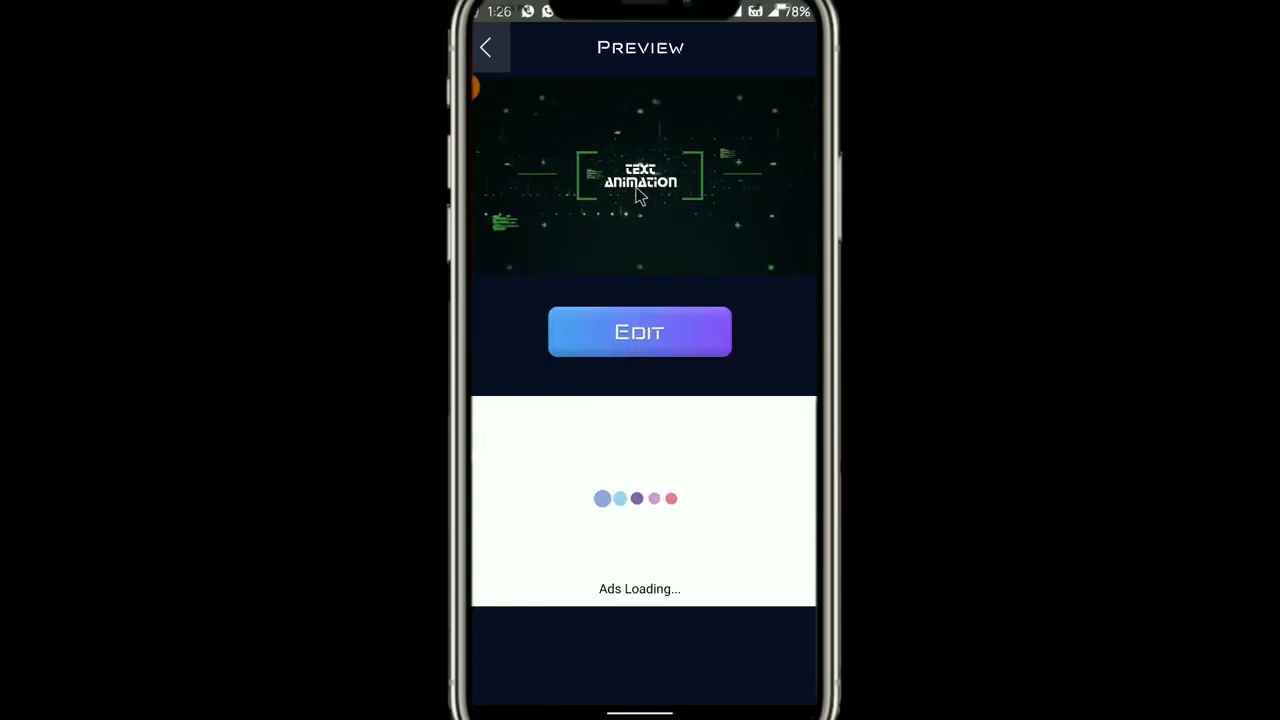 1:26
78%
Preview
TEXT
ANIMATION
Edit
Ads Loading...